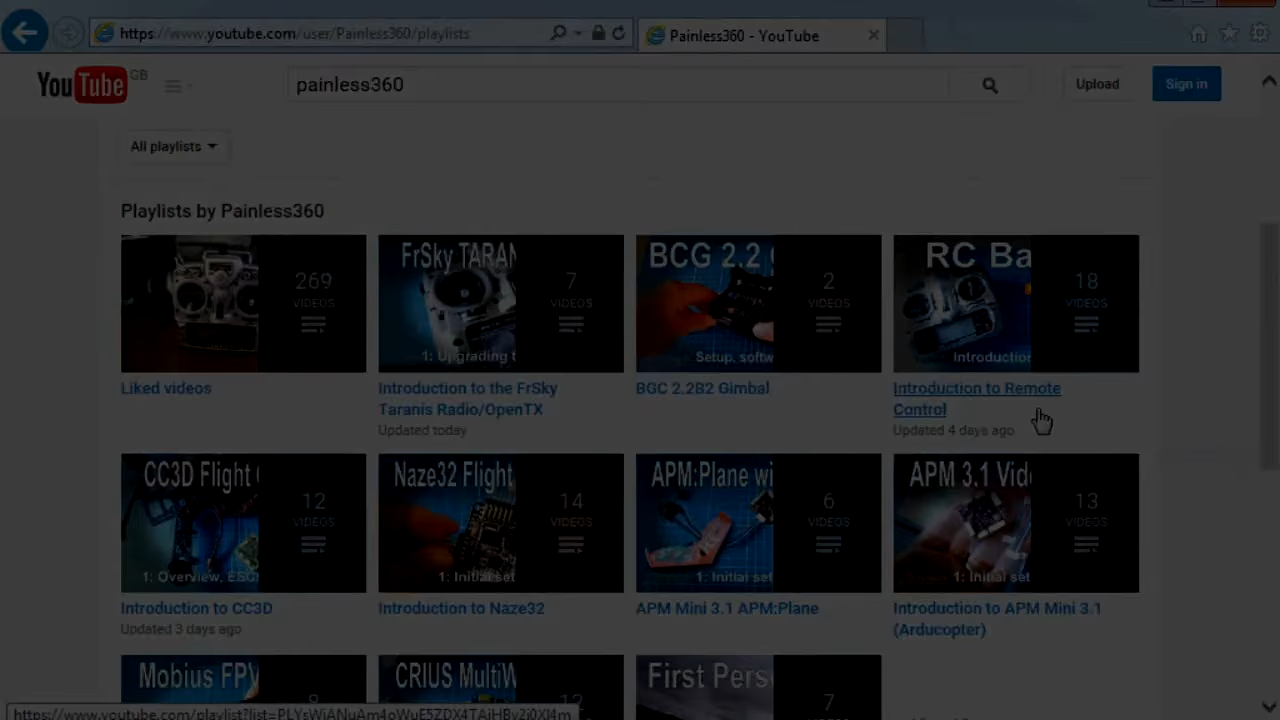 https://www.youtube.com/user/Painless360/playlists
Painless360 - YouTube
YouTube GB
painless360
Upload
Sign in
All playlists
Playlists by Painless360
269
VIDEOS
FrSky TARAN
7
VIDEOS
1: Upgrading t
BCG 2.2
2
VIDEOS
Setup, softw
RC Ba
18
VIDEOS
Introduction
Liked videos
Introduction to the FrSky
Taranis Radio/OpenTX
Updated today
BGC 2.2B2 Gimbal
Introduction to Remote
Control
Updated 4 days ago
CC3D Flight
12
VIDEOS
1: Overview, ESC
Naze32 Flight
14
VIDEOS
1: Initial set
APM:Plane wi
6
VIDEOS
1: Initial set
APM 3.1 Vid
13
VIDEOS
1: Initial set
Introduction to CC3D
Updated 3 days ago
Introduction to Naze32
APM Mini 3.1 APM:Plane
Introduction to APM Mini 3.1
(Arducopter)
Mobius FPV
CRIUS MultiW
12
First Pers
7